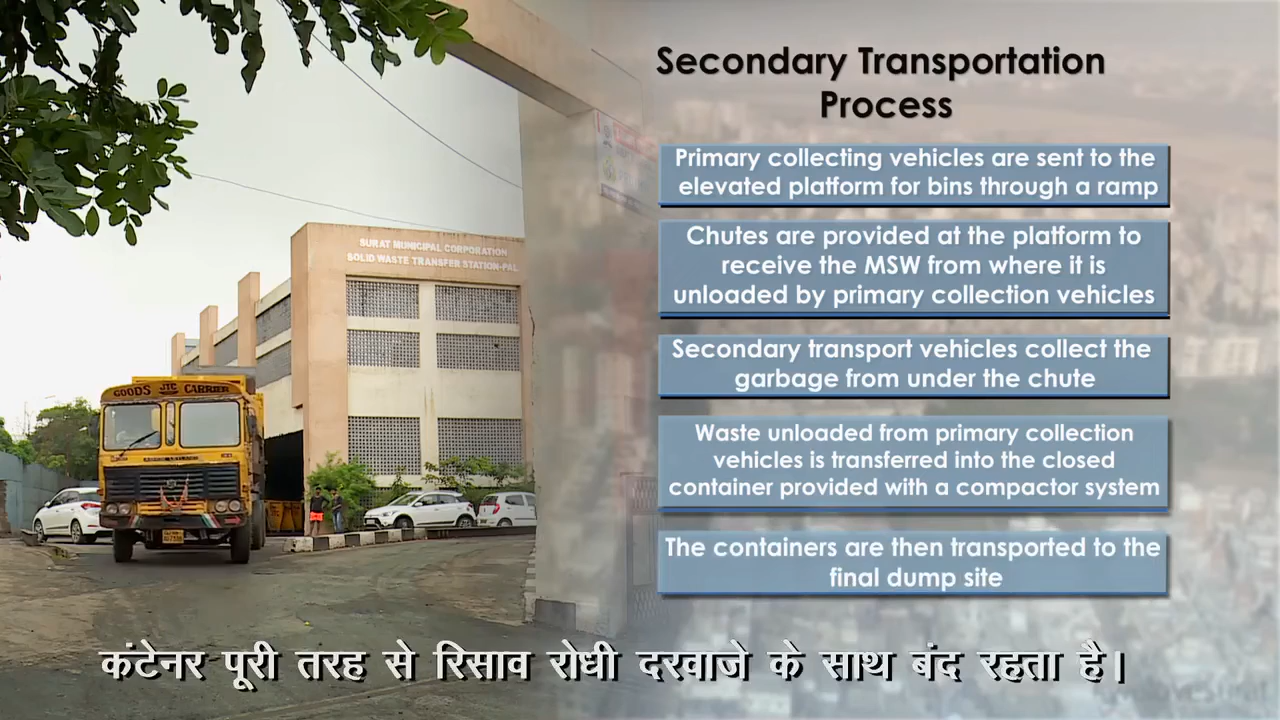 Secondary Transportation
Process
Primary collecting vehicles are sent to the
elevated platform for bins through a ramp
Chutes are provided at the platform to
receive the MSW from where it is
unloaded by primary collection vehicles
Secondary transport vehicles collect the
garbage from under the chute
Waste unloaded from primary collection
vehicles is transferred into the closed
container provided with a compactor system
The containers are then transported to the
final dump site
SURAT MUNICIPAL CORPORATION
SOLID WASTE TRANSFER STATION-PAL
GOODS JTC CARRIER
कंटेनर पूरी तरह से रिसाव रोधी दरवाजे के साथ बंद रहता है।